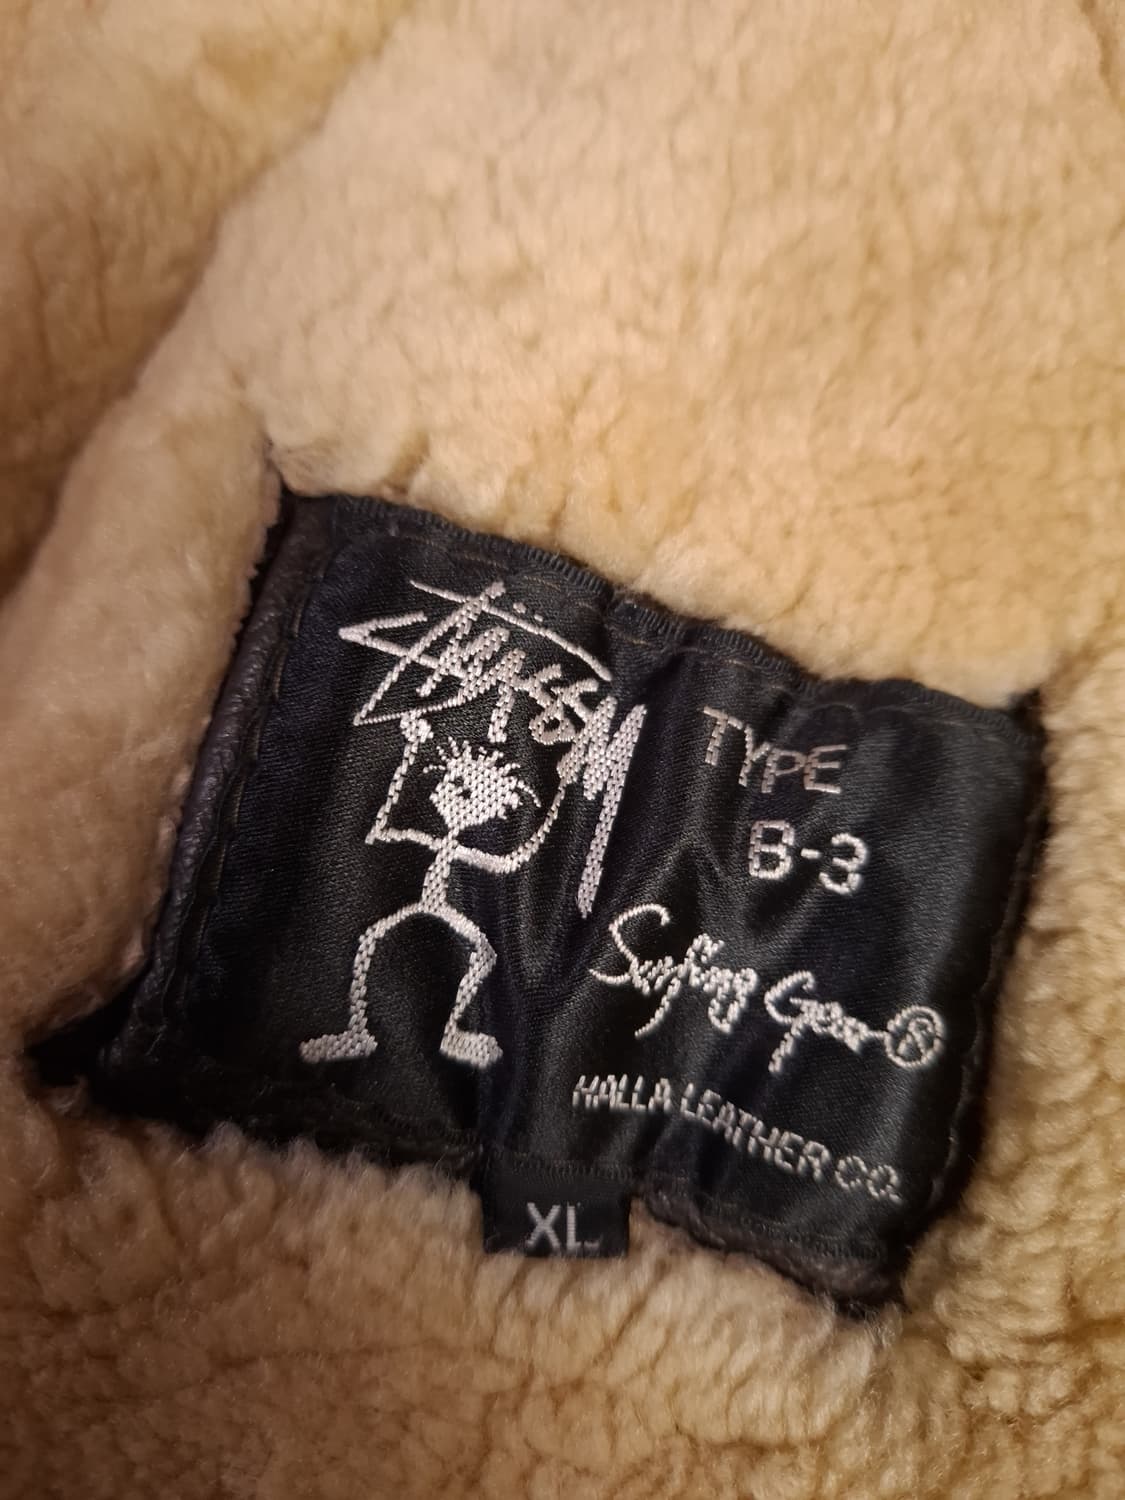 Stüssy
TYPE
B-3
Surfing Gear®
HALLA LEATHER CO.
XL